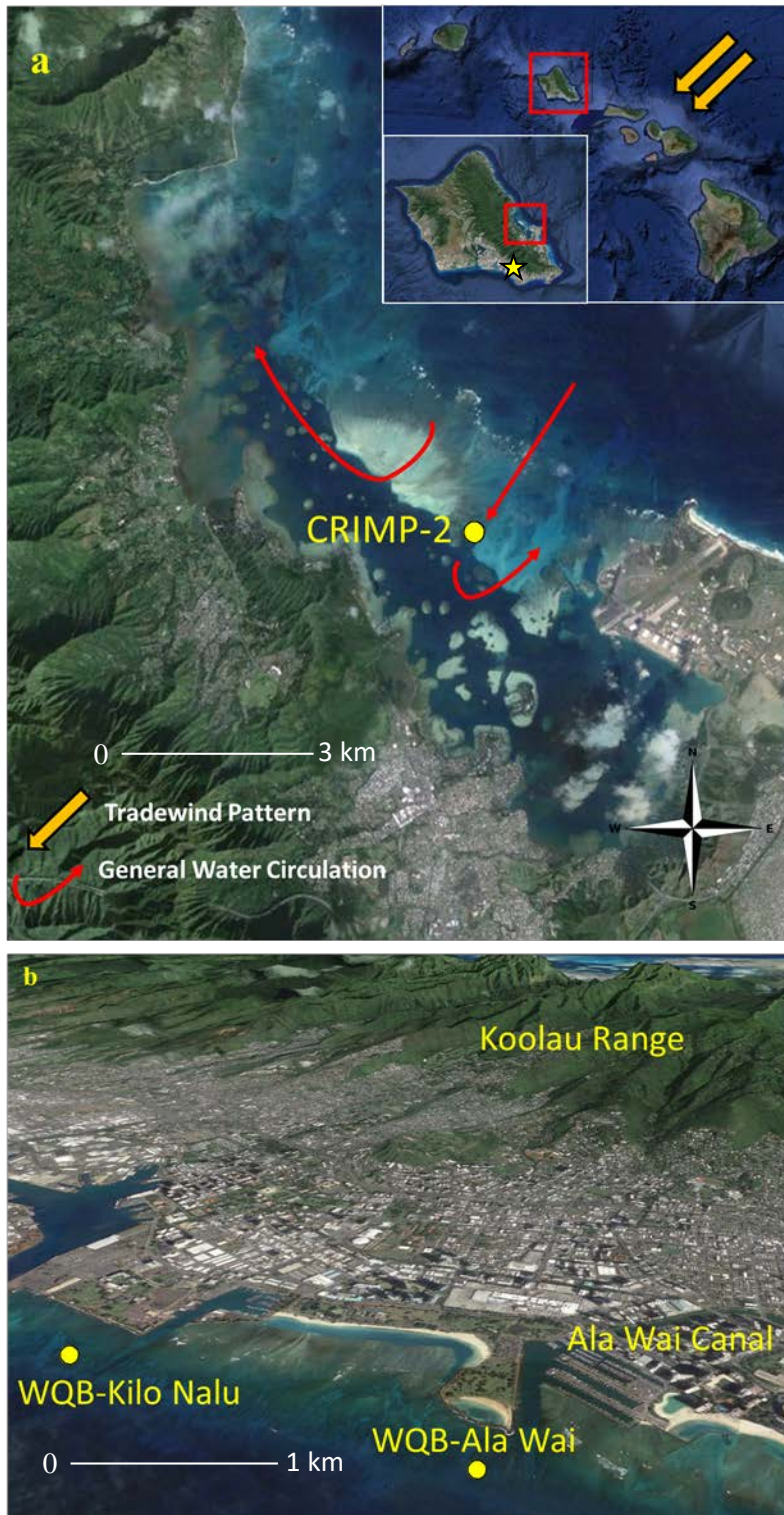 a
CRIMP-2
0 3 km
Tradewind Pattern
General Water Circulation
N
W E
S
b
Koolau Range
Ala Wai Canal
WQB-Kilo Nalu
WQB-Ala Wai
0 1 km